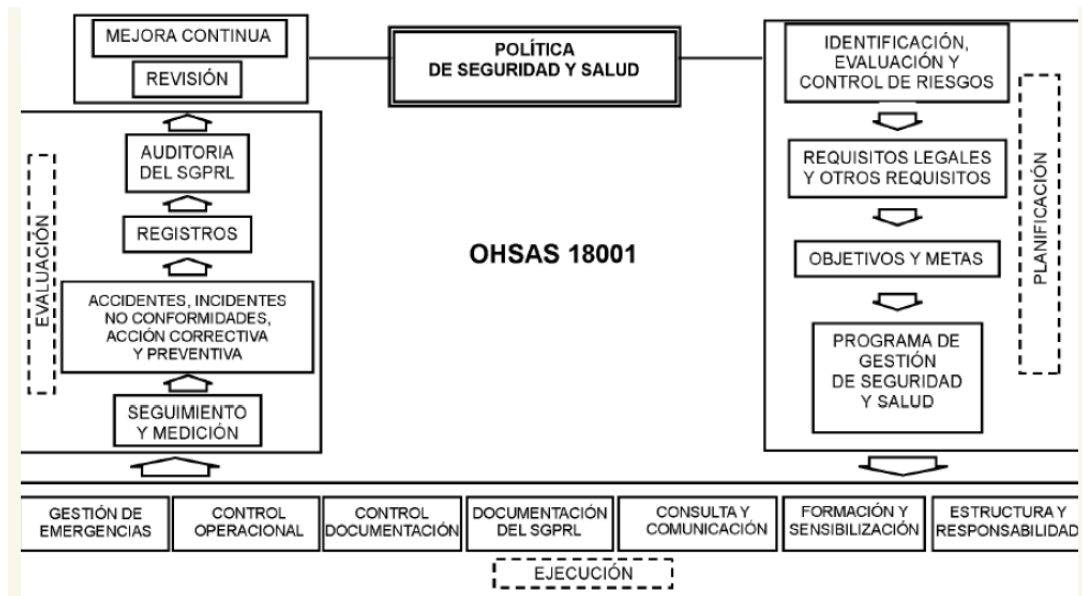 MEJORA CONTINUA
REVISIÓN
POLÍTICA
DE SEGURIDAD Y SALUD
IDENTIFICACIÓN,
EVALUACIÓN Y
CONTROL DE RIESGOS
REQUISITOS LEGALES
Y OTROS REQUISITOS
OBJETIVOS Y METAS
PROGRAMA DE
GESTIÓN
DE SEGURIDAD
Y SALUD
PLANIFICACIÓN
OHSAS 18001
EVALUACIÓN
AUDITORIA
DEL SGPRL
REGISTROS
ACCIDENTES, INCIDENTES
NO CONFORMIDADES,
ACCIÓN CORRECTIVA
Y PREVENTIVA
SEGUIMIENTO
Y MEDICIÓN
GESTIÓN DE
EMERGENCIAS
CONTROL
OPERACIONAL
CONTROL
DOCUMENTACIÓN
DOCUMENTACIÓN
DEL SGPRL
CONSULTA Y
COMUNICACIÓN
FORMACIÓN Y
SENSIBILIZACIÓN
ESTRUCTURA Y
RESPONSABILIDAD
EJECUCIÓN